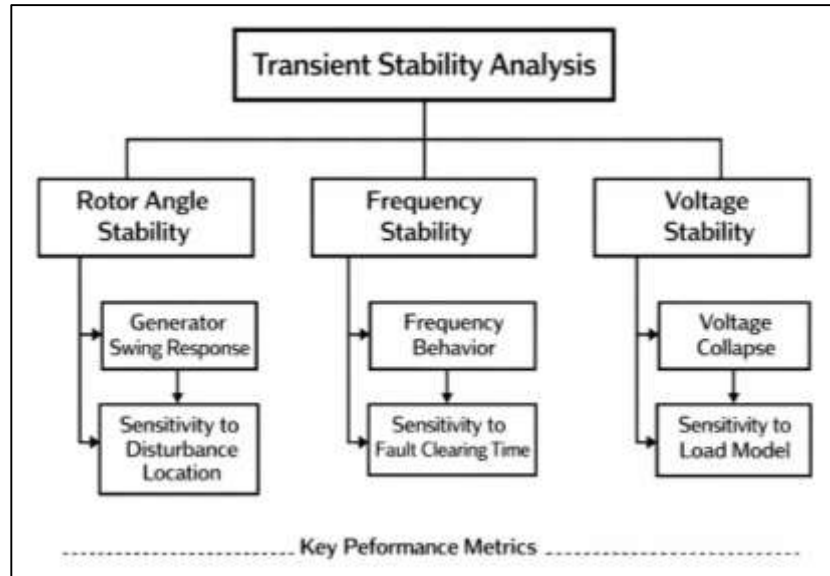 Transient Stability Analysis
Rotor Angle
Stability
Frequency
Stability
Voltage
Stability
Generator
Swing Response
Frequency
Behavior
Voltage
Collapse
Sensitivity to
Disturbance
Location
Sensitivity to
Fault Clearing Time
Sensitivity to
Load Model
Key Peformance Metrics